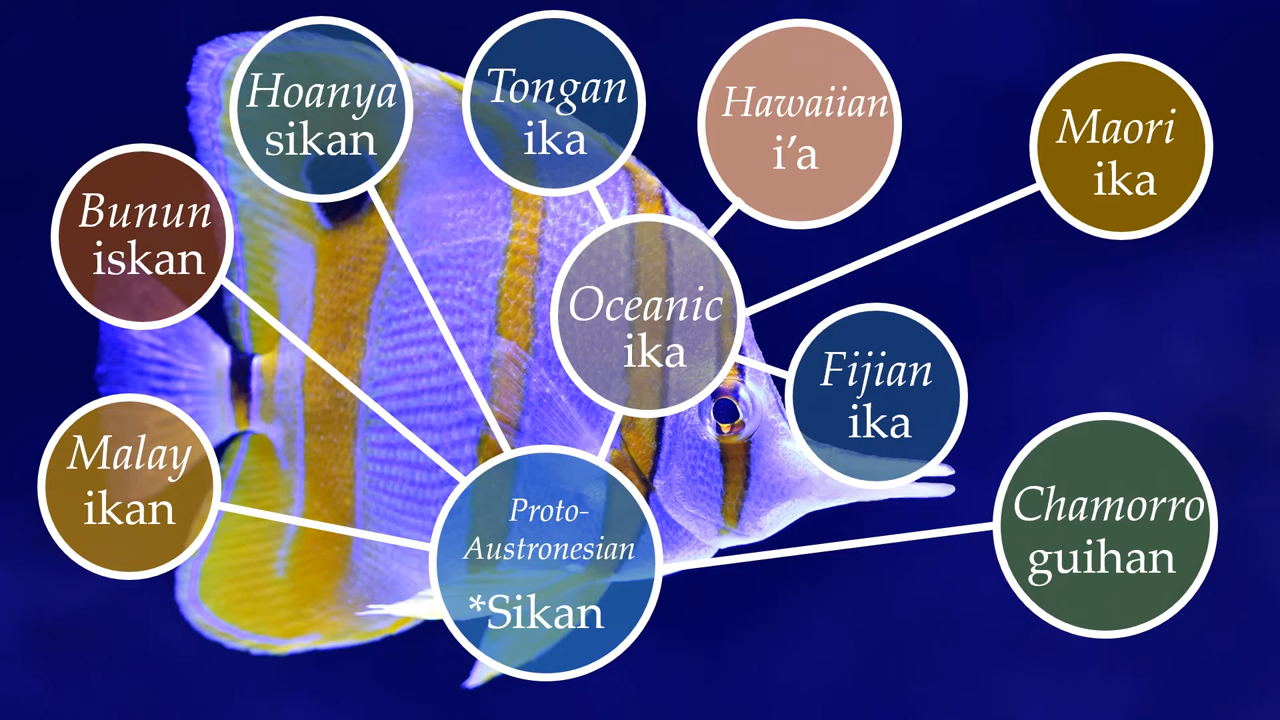 Hoanya
sikan
Tongan
ika
Hawaiian
i’a
Maori
ika
Bunun
iskan
Oceanic
ika
Fijian
ika
Malay
ikan
Proto-
Austronesian
*Sikan
Chamorro
guihan